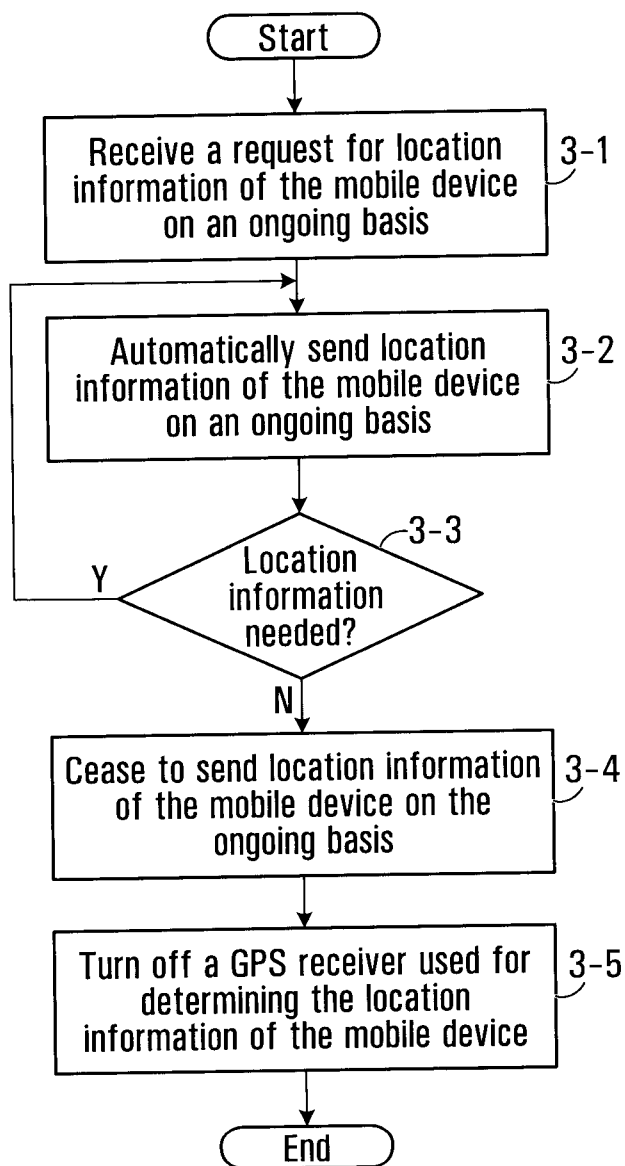 Start
Receive a request for location
information of the mobile device
on an ongoing basis
3-1
Automatically send location
information of the mobile device
on an ongoing basis
3-2
3-3
Location
information
needed?
Y
N
Cease to send location information
of the mobile device on the
ongoing basis
3-4
Turn off a GPS receiver used for
determining the location
information of the mobile device
3-5
End